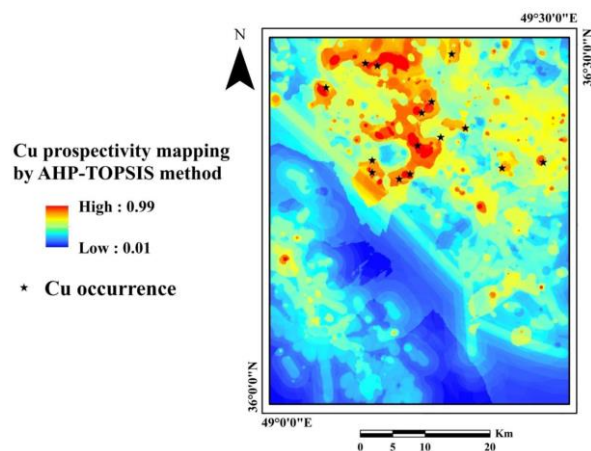 49°30'0"E
N
36°30'0"N
Cu prospectivity mapping
by AHP-TOPSIS method
High : 0.99
Low : 0.01
Cu occurrence
36°0'0"N
49°0'0"E
Km
0 5 10 20